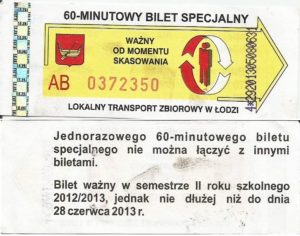 60-MINUTOWY BILET SPECJALNY
WAŻNY
OD MOMENTU
SKASOWANIA
AB 0372350
LOKALNY TRANSPORT ZBIOROWY W ŁODZI
Jednorazowego 60-minutowego biletu
specjalnego nie można łączyć z innymi
biletami.
Bilet ważny w semestrze II roku szkolnego
2012/2013, jednak nie dłużej niż do dnia
28 czerwca 2013 r.